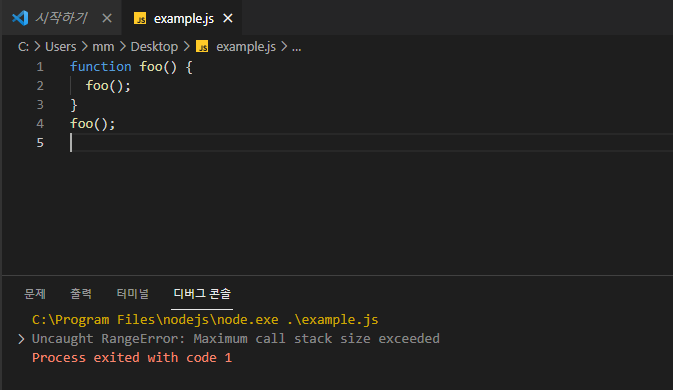 시작하기 JS example.js
C: > Users > mm > Desktop > JS example.js > ...
1 function foo() {
2 foo();
3 }
4 foo();
5
문제 출력 터미널 디버그 콘솔
C:\Program Files\nodejs\node.exe .\example.js
> Uncaught RangeError: Maximum call stack size exceeded
Process exited with code 1